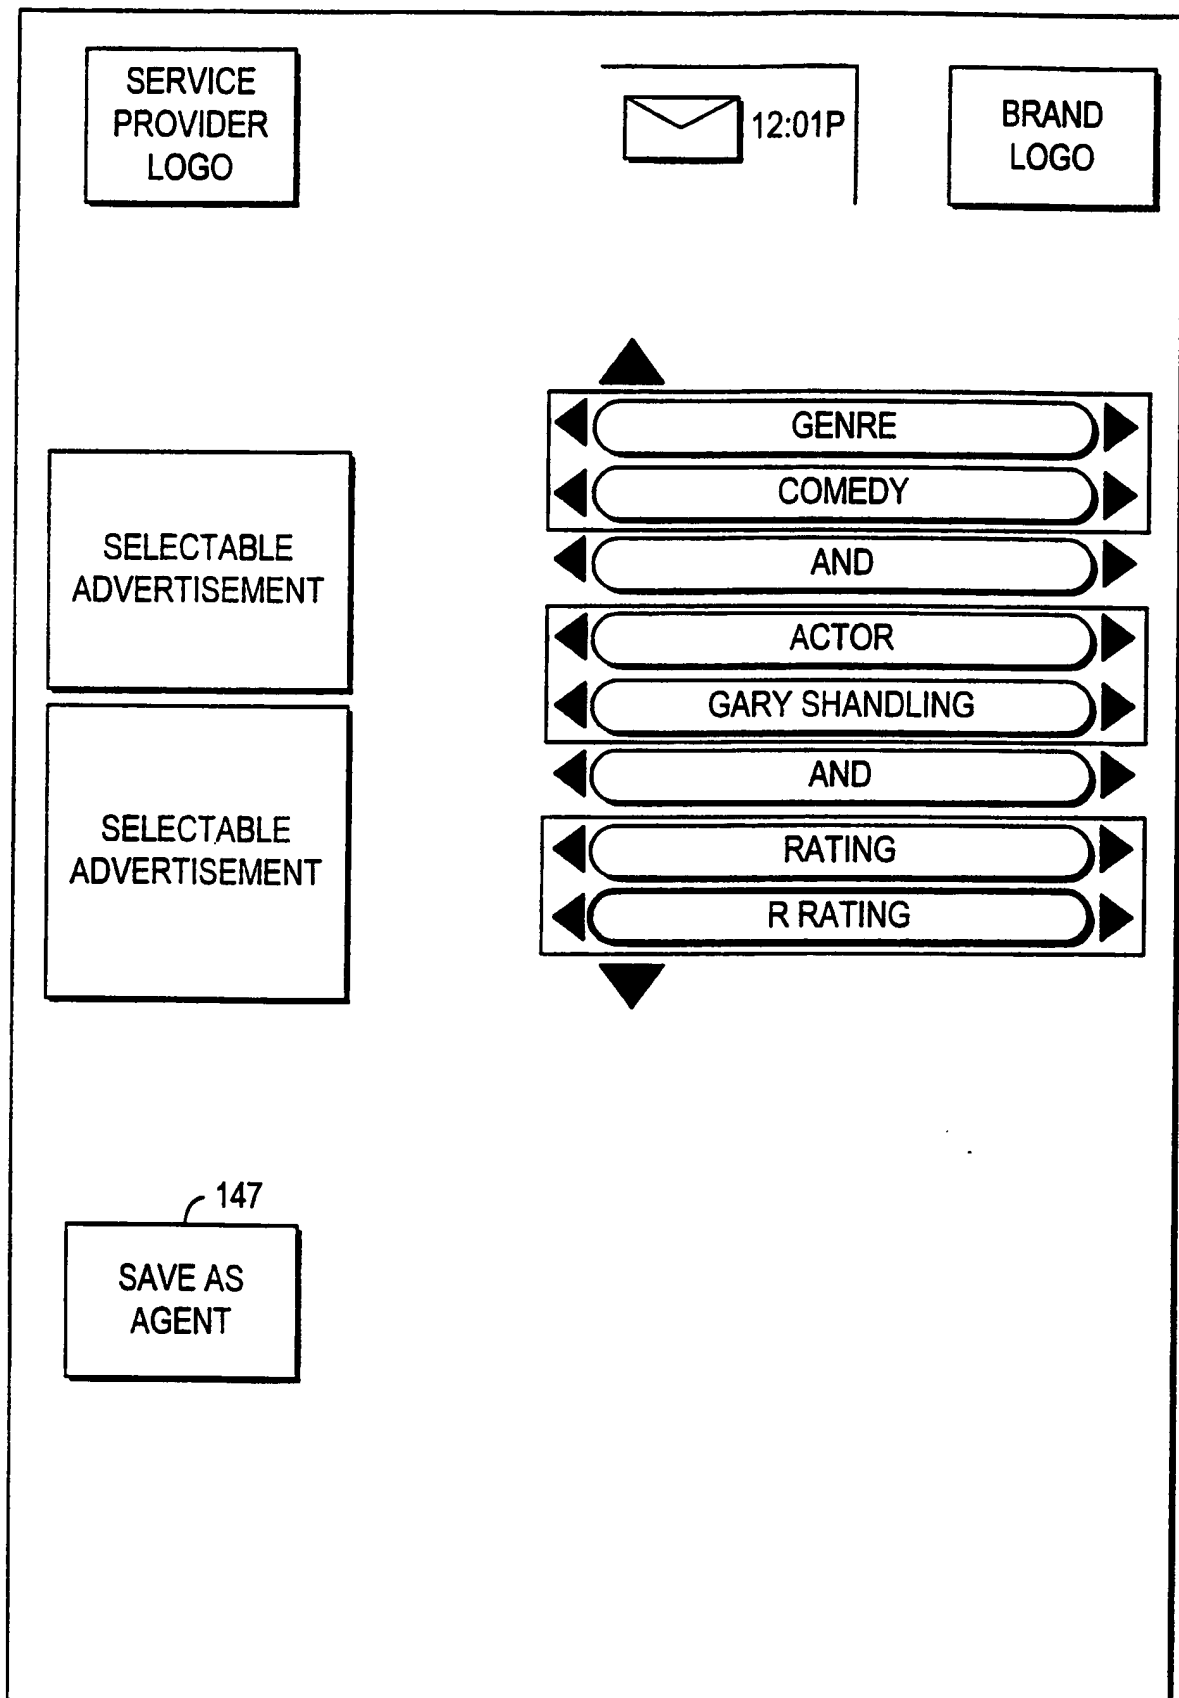 SERVICE
PROVIDER
LOGO
12:01P
BRAND
LOGO
GENRE
COMEDY
AND
ACTOR
GARY SHANDLING
AND
RATING
R RATING
SELECTABLE
ADVERTISEMENT
SELECTABLE
ADVERTISEMENT
147
SAVE AS
AGENT